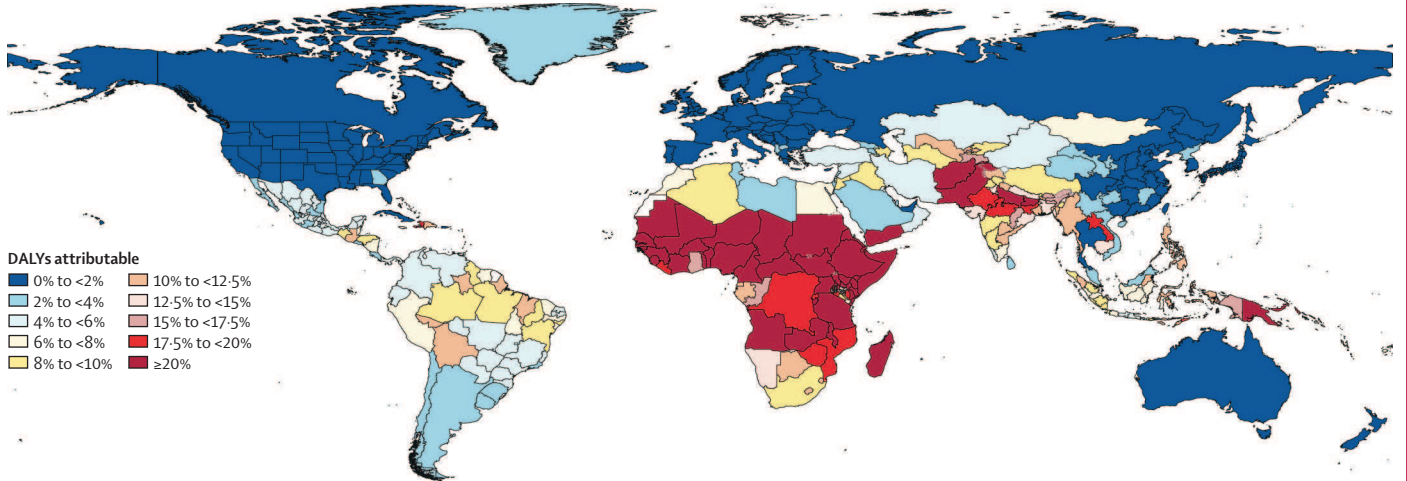 DALYs attributable
0% to <2%
2% to <4%
4% to <6%
6% to <8%
8% to <10%
10% to <12·5%
12·5% to <15%
15% to <17·5%
17·5% to <20%
≥20%